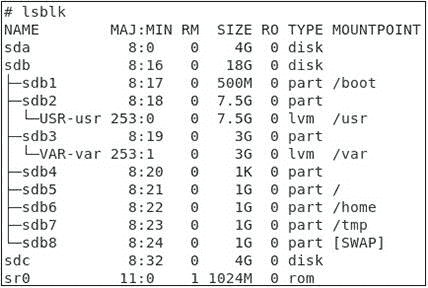 # lsblk
NAME        MAJ:MIN RM  SIZE RO TYPE MOUNTPOINT
sda           8:0    0    4G  0 disk
sdb           8:16   0   18G  0 disk
├─sdb1        8:17   0  500M  0 part /boot
├─sdb2        8:18   0  7.5G  0 part
│ └─USR-usr 253:0    0  7.5G  0 lvm  /usr
├─sdb3        8:19   0    3G  0 part
│ └─VAR-var 253:1    0    3G  0 lvm  /var
├─sdb4        8:20   0    1K  0 part
├─sdb5        8:21   0    1G  0 part /
├─sdb6        8:22   0    1G  0 part /home
├─sdb7        8:23   0    1G  0 part /tmp
└─sdb8        8:24   0    1G  0 part [SWAP]
sdc           8:32   0    4G  0 disk
sr0          11:0    1 1024M  0 rom